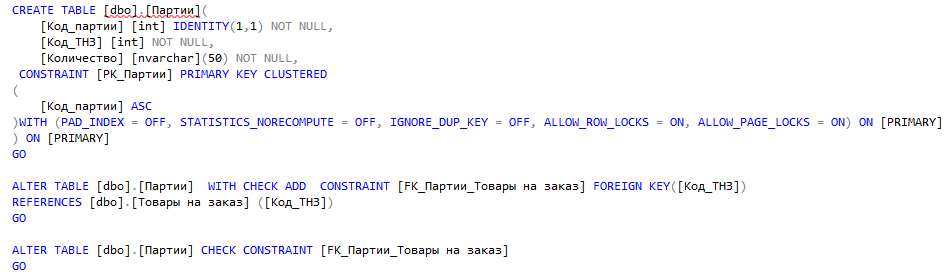 CREATE TABLE [dbo].[Партии](
[Код_партии] [int] IDENTITY(1,1) NOT NULL,
[Код_ТНЗ] [int] NOT NULL,
[Количество] [nvarchar](50) NOT NULL,
CONSTRAINT [PK_Партии] PRIMARY KEY CLUSTERED
(
[Код_партии] ASC
)WITH (PAD_INDEX = OFF, STATISTICS_NORECOMPUTE = OFF, IGNORE_DUP_KEY = OFF, ALLOW_ROW_LOCKS = ON, ALLOW_PAGE_LOCKS = ON) ON [PRIMARY]
) ON [PRIMARY]
GO
ALTER TABLE [dbo].[Партии]  WITH CHECK ADD  CONSTRAINT [FK_Партии_Товары на заказ] FOREIGN KEY([Код_ТНЗ])
REFERENCES [dbo].[Товары на заказ] ([Код_ТНЗ])
GO
ALTER TABLE [dbo].[Партии] CHECK CONSTRAINT [FK_Партии_Товары на заказ]
GO